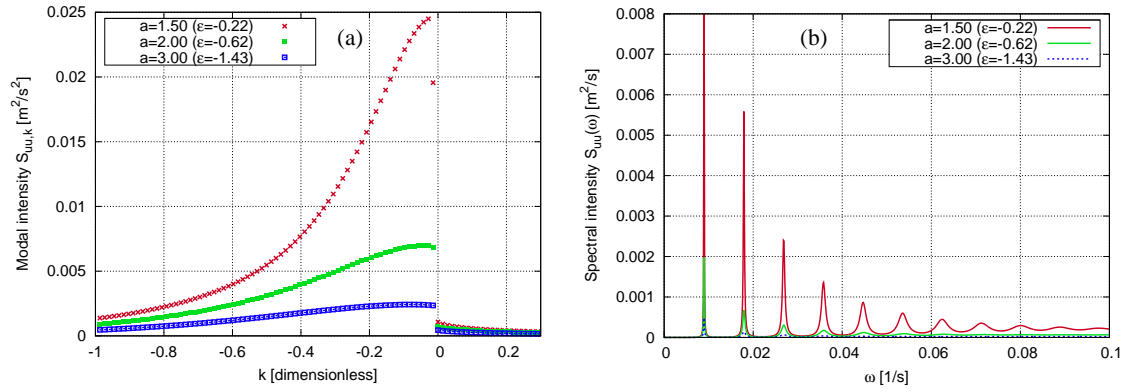 (a)
a=1.50 (ε=-0.22)
a=2.00 (ε=-0.62)
a=3.00 (ε=-1.43)
Modal intensity S_uu,k [m²/s²]
0.025
0.02
0.015
0.01
0.005
0
-1
-0.8
-0.6
-0.4
-0.2
0
0.2
k [dimensionless]
(b)
a=1.50 (ε=-0.22)
a=2.00 (ε=-0.62)
a=3.00 (ε=-1.43)
Spectral intensity S_uu(ω) [m²/s]
0.008
0.007
0.006
0.005
0.004
0.003
0.002
0.001
0
0
0.02
0.04
0.06
0.08
0.1
ω [1/s]